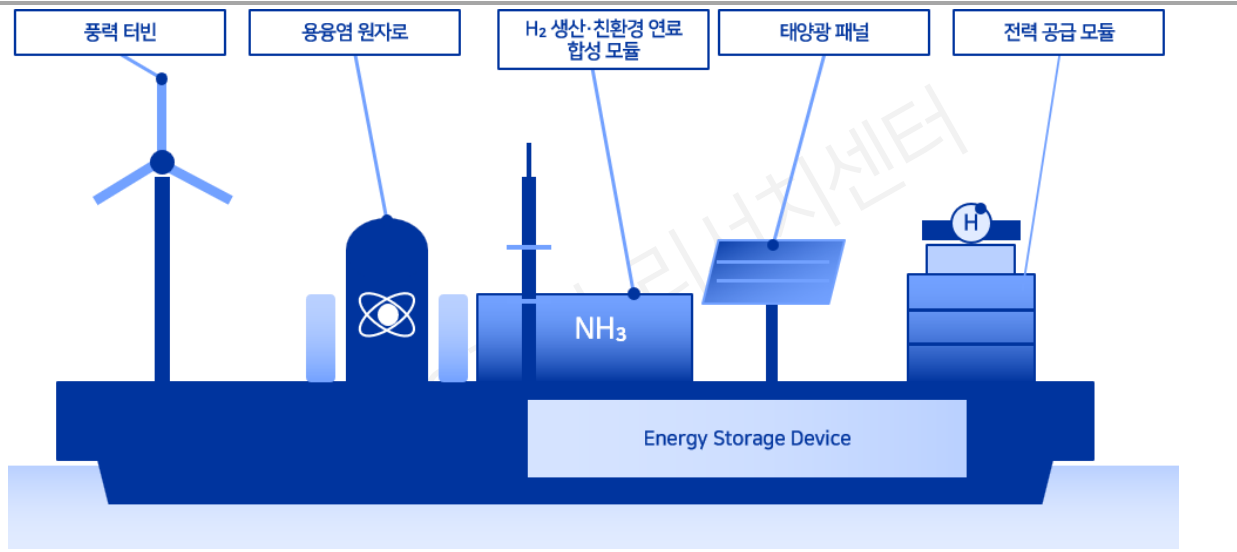 풍력 터빈
용융염 원자로
H₂ 생산·친환경 연료
합성 모듈
태양광 패널
전력 공급 모듈
H
NH₃
Energy Storage Device